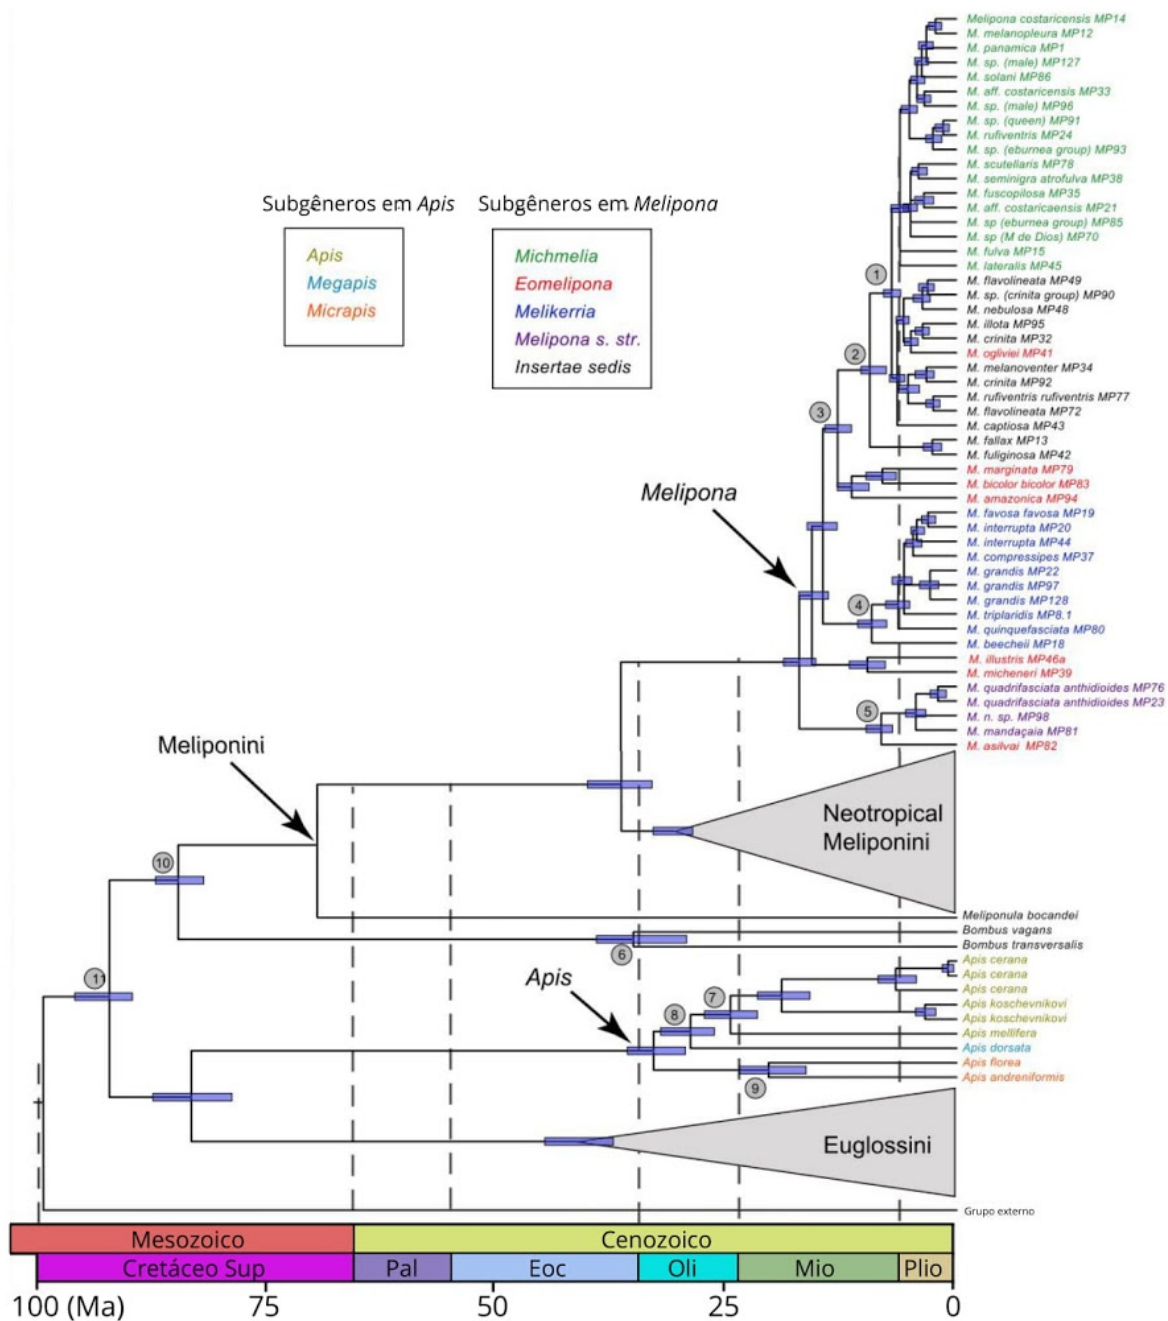 Melipona costaricensis MP14
M. melanopleura MP12
M. panamica MP1
M. sp. (male) MP127
M. solani MP86
M. aff. costaricensis MP33
M. sp. (male) MP96
M. sp. (queen) MP91
M. rufiventris MP24
M. sp. (eburnea group) MP93
M. scutellaris MP78
M. seminigra atrofulva MP38
M. fuscopilosa MP35
M. aff. costaricaensis MP21
M. sp (eburnea group) MP85
M. sp (M de Dios) MP70
M. fulva MP15
M. lateralis MP45
M. flavolineata MP49
M. sp. (crinita group) MP90
M. nebulosa MP48
M. illota MP95
M. crinita MP32
M. ogliviei MP41
M. melanoventer MP34
M. crinita MP92
M. rufiventris rufiventris MP77
M. flavolineata MP72
M. captiosa MP43
M. fallax MP13
M. fuliginosa MP42
M. marginata MP79
M. bicolor bicolor MP83
M. amazonica MP94
M. favosa favosa MP19
M. interrupta MP20
M. interrupta MP44
M. compressipes MP37
M. grandis MP22
M. grandis MP97
M. grandis MP128
M. triplaridis MP8.1
M. quinquefasciata MP80
M. beecheii MP18
M. illustris MP46a
M. micheneri MP39
M. quadrifasciata anthidioides MP76
M. quadrifasciata anthidioides MP23
M. n. sp. MP98
M. mandaçaia MP81
M. asilvai MP82
Subgêneros em Apis
Apis
Megapis
Micrapis
Subgêneros em Melipona
Michmelia
Eomelipona
Melikerria
Melipona s. str.
Insertae sedis
1
2
3
Melipona
4
5
Meliponini
Neotropical
Meliponini
10
Meliponula bocandei
Bombus vagans
Bombus transversalis
6
11
Apis
7
8
9
Apis cerana
Apis cerana
Apis cerana
Apis koschevnikovi
Apis koschevnikovi
Apis mellifera
Apis dorsata
Apis florea
Apis andreniformis
Euglossini
Grupo externo
Mesozoico
Cenozoico
Cretáceo Sup
Pal
Eoc
Oli
Mio
Plio
100 (Ma)
75
50
25
0